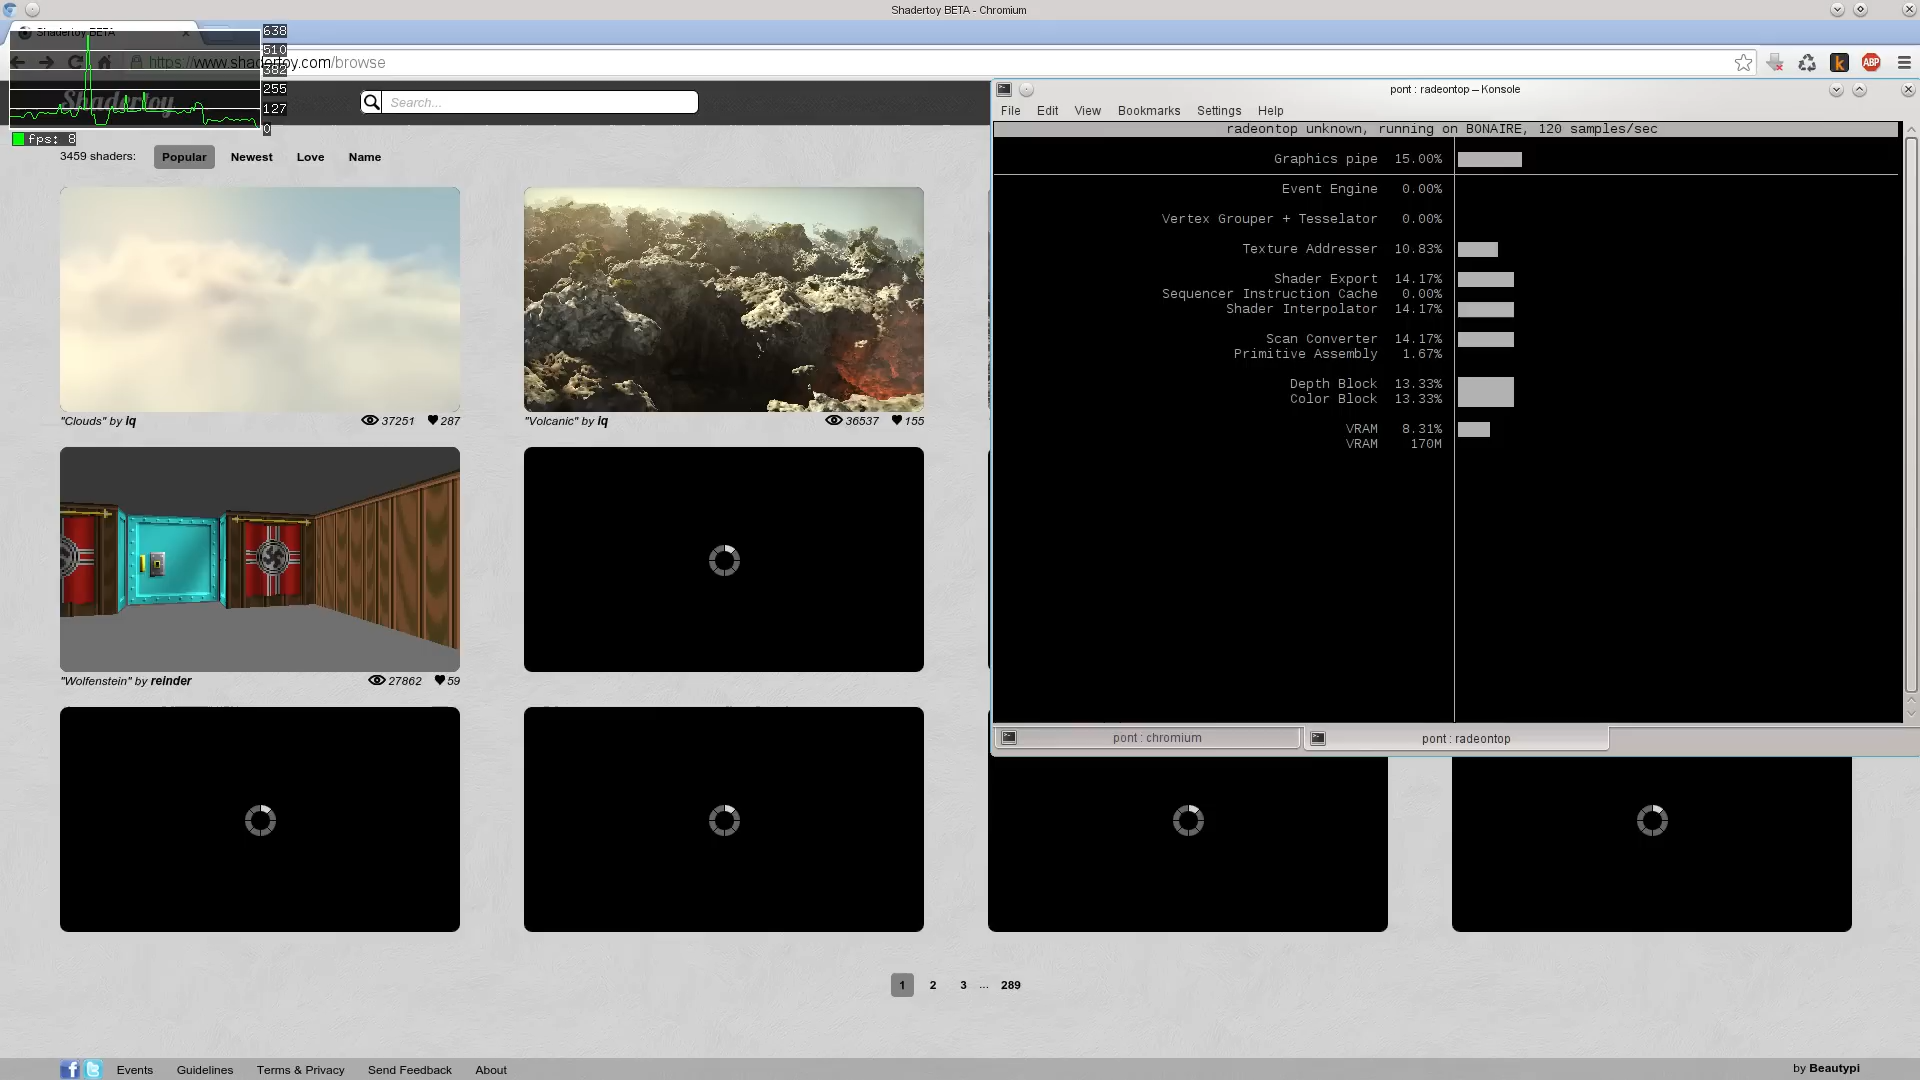 Shadertoy BETA - Chromium
Shadertoy BETA
638
510
382
255
127
0
https://www.shadertoy.com/browse
Shadertoy
Search...
fps: 8
3459 shaders: Popular Newest Love Name
"Clouds" by iq 37251 287
"Volcanic" by iq 36537 155
"Wolfenstein" by reinder 27862 59
k
ABP
pont : radeontop – Konsole
File Edit View Bookmarks Settings Help
radeontop unknown, running on BONAIRE, 120 samples/sec
Graphics pipe 15.00%
Event Engine 0.00%
Vertex Grouper + Tesselator 0.00%
Texture Addresser 10.83%
Shader Export 14.17%
Sequencer Instruction Cache 0.00%
Shader Interpolator 14.17%
Scan Converter 14.17%
Primitive Assembly 1.67%
Depth Block 13.33%
Color Block 13.33%
VRAM 8.31%
VRAM 170M
pont : chromium pont : radeontop
1 2 3 ... 289
Events Guidelines Terms & Privacy Send Feedback About
by Beautypi